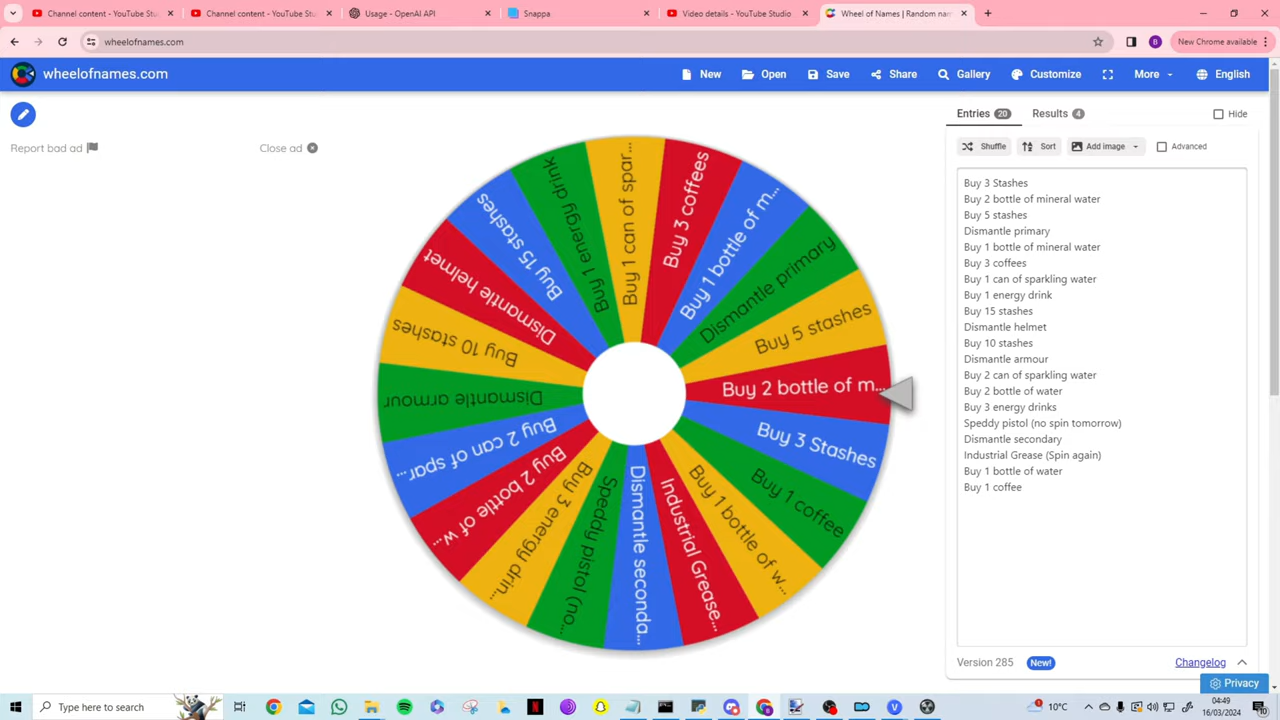 Channel content - YouTube Stu
Channel content - YouTube Stu
Usage - OpenAI API
Snappa
Video details - YouTube Studio
Wheel of Names | Random nam
wheelofnames.com
B
New Chrome available
wheelofnames.com
New
Open
Save
Share
Gallery
Customize
More
English
Report bad ad
Close ad
Entries 20
Results 4
Hide
Shuffle
Sort
Add image
Advanced
Buy 3 Stashes
Buy 2 bottle of mineral water
Buy 5 stashes
Dismantle primary
Buy 1 bottle of mineral water
Buy 3 coffees
Buy 1 can of sparkling water
Buy 1 energy drink
Buy 15 stashes
Dismantle helmet
Buy 10 stashes
Dismantle armour
Buy 2 can of sparkling water
Buy 2 bottle of water
Buy 3 energy drinks
Speddy pistol (no spin tomorrow)
Dismantle secondary
Industrial Grease (Spin again)
Buy 1 bottle of water
Buy 1 coffee
Buy 2 bottle of m...
Buy 5 stashes
Dismantle primary
Buy 1 bottle of m...
Buy 3 coffees
Buy 1 can of spar...
Buy 1 energy drink
Buy 15 stashes
Dismantle helmet
Buy 10 stashes
Dismantle armour
Buy 2 can of spar...
Buy 2 bottle of w...
Buy 3 energy drin...
Speddy pistol (no...
Dismantle seconda...
Industrial Grease...
Buy 1 bottle of w...
Buy 1 coffee
Buy 3 Stashes
Version 285
New!
Changelog
Privacy
Type here to search
10°C
04:49
16/03/2024